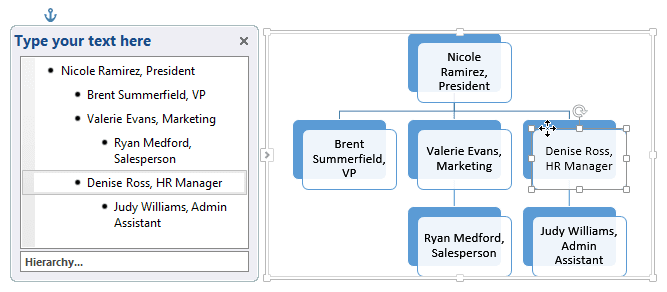 Type your text here
Nicole Ramirez, President
Brent Summerfield, VP
Valerie Evans, Marketing
Ryan Medford,
Salesperson
Denise Ross, HR Manager
Judy Williams, Admin
Assistant
Hierarchy...
Nicole
Ramirez,
President
Brent
Summerfield,
VP
Valerie Evans,
Marketing
Denise Ross,
HR Manager
Ryan Medford,
Salesperson
Judy Williams,
Admin
Assistant